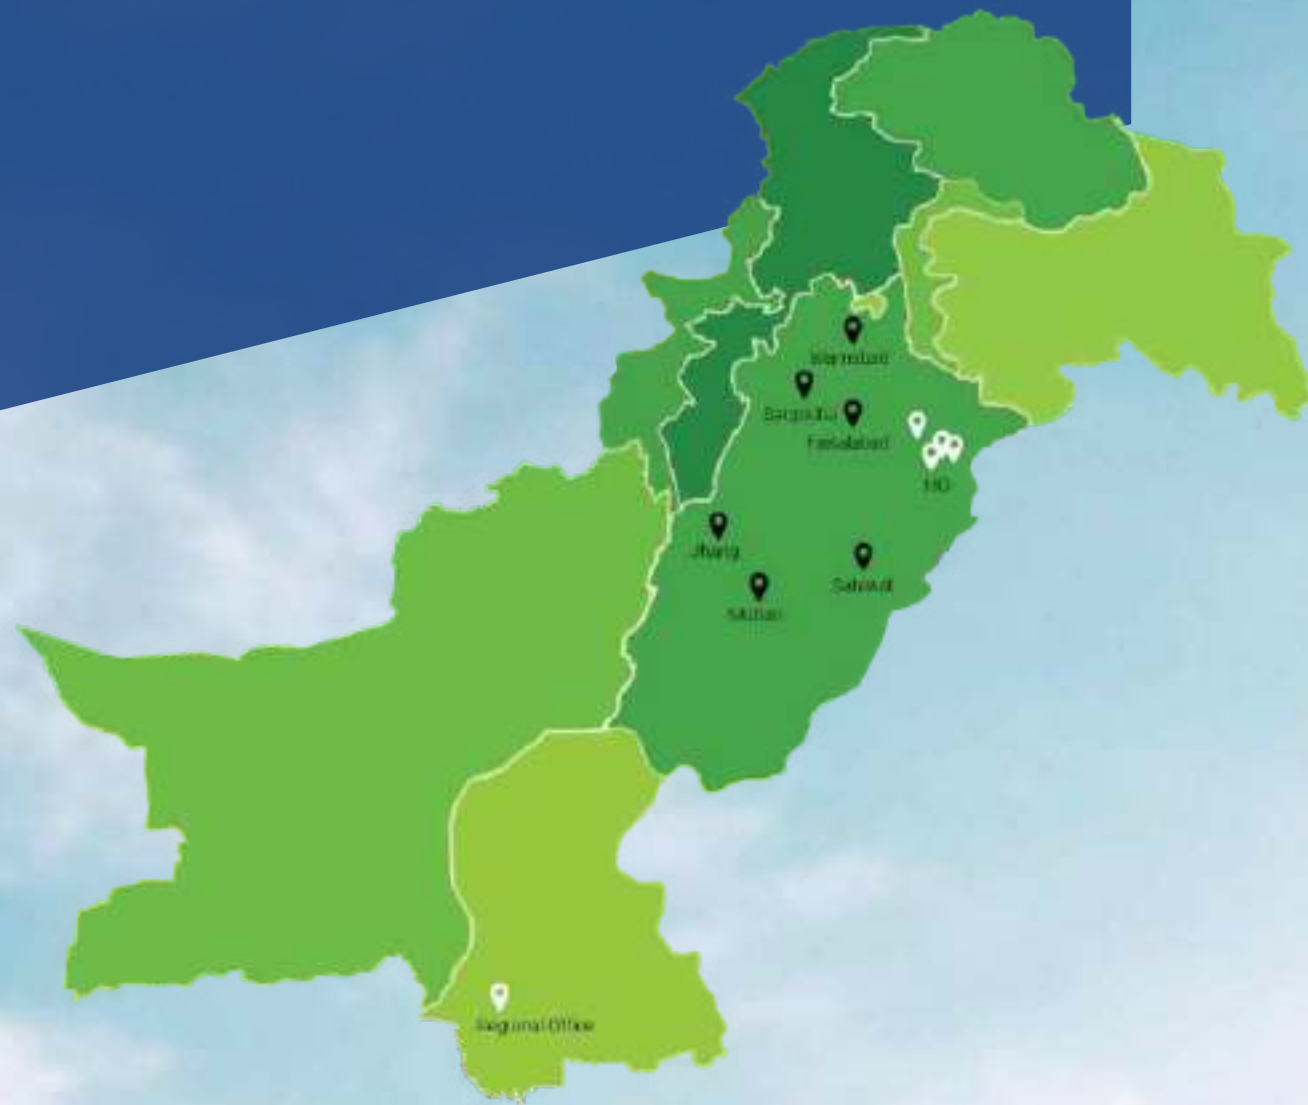 Islamabad
Sargodha
Faisalabad
HO
Jhang
Sahiwal
Multan
Regional Office